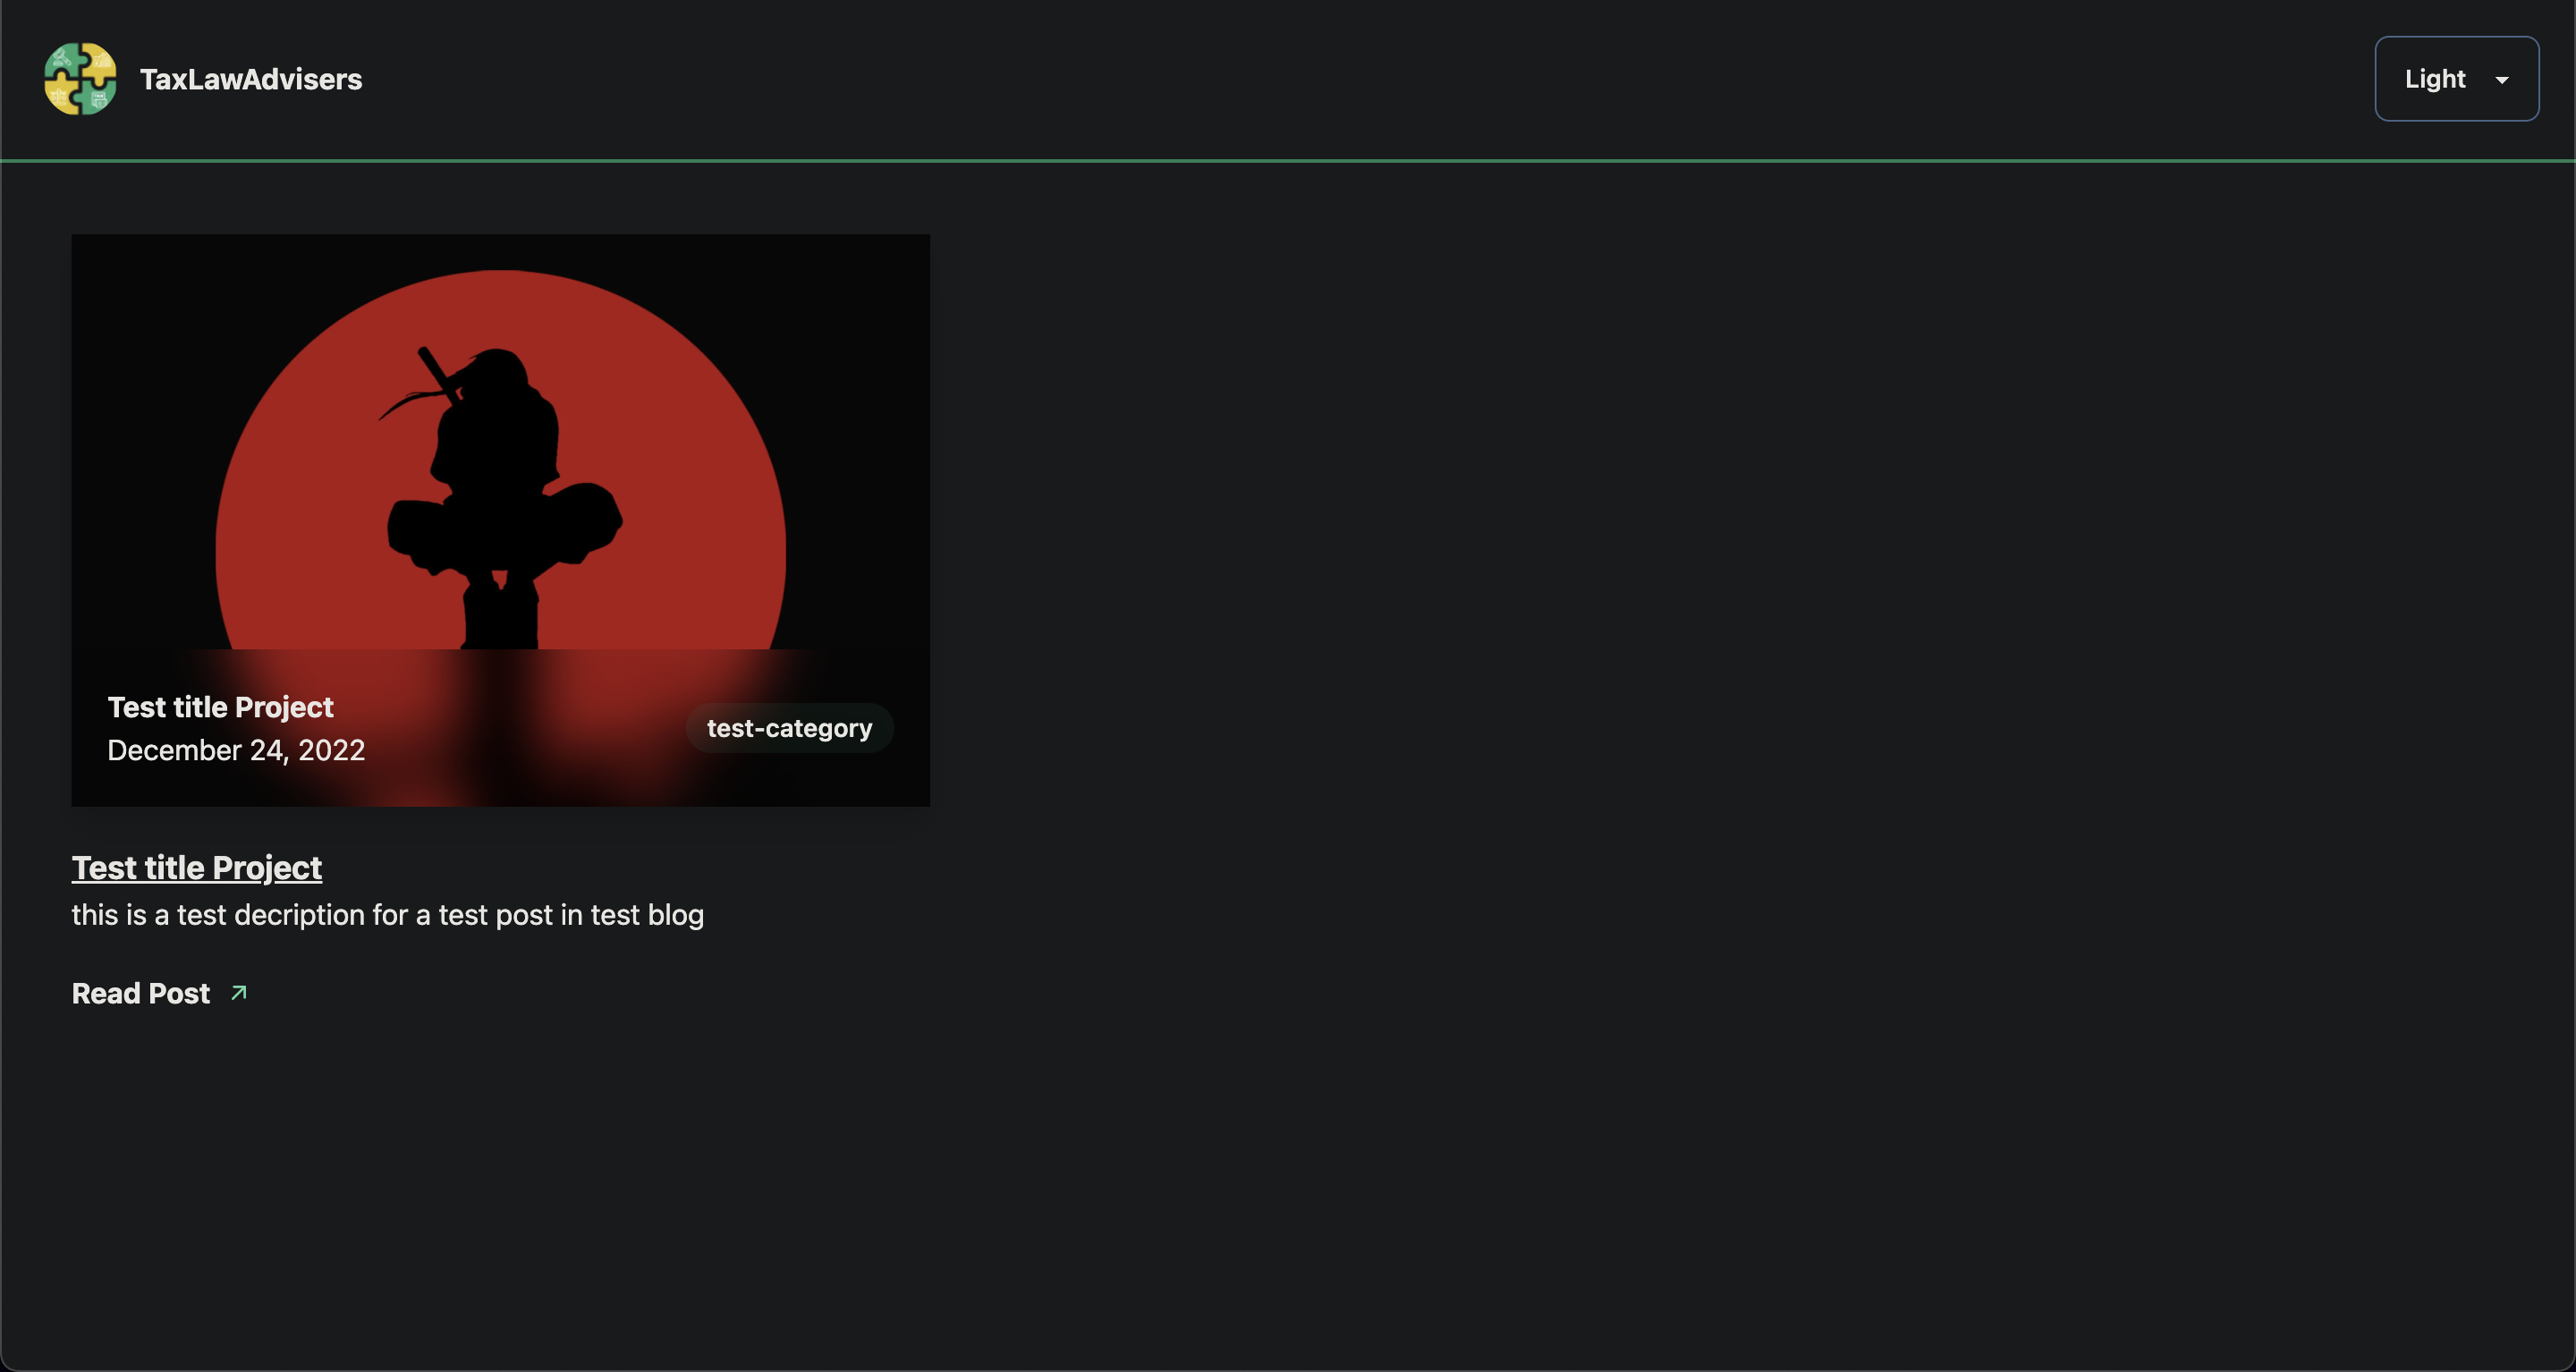 TaxLawAdvisers
Light
Test title Project
December 24, 2022
test-category
Test title Project
this is a test decription for a test post in test blog
Read Post